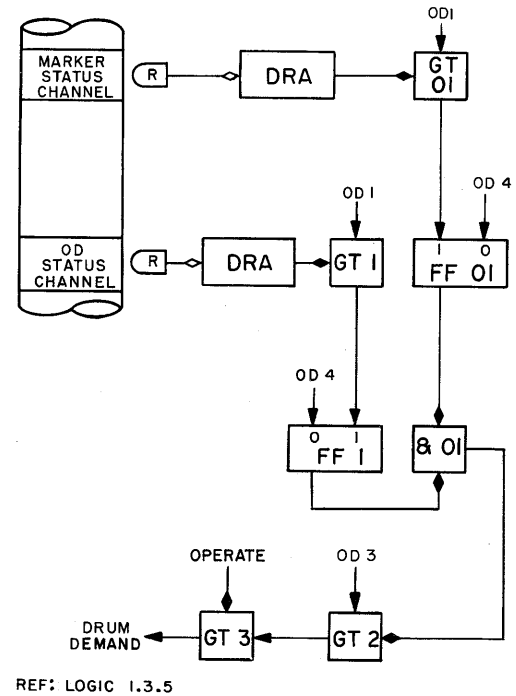 OD1
MARKER
STATUS
CHANNEL
R
DRA
GT
01
OD 1
OD 4
OD
STATUS
CHANNEL
R
DRA
GT 1
1 0
FF 01
OD 4
0 1
FF 1
& 01
OPERATE
OD 3
DRUM
DEMAND
GT 3
GT 2
REF: LOGIC 1.3.5